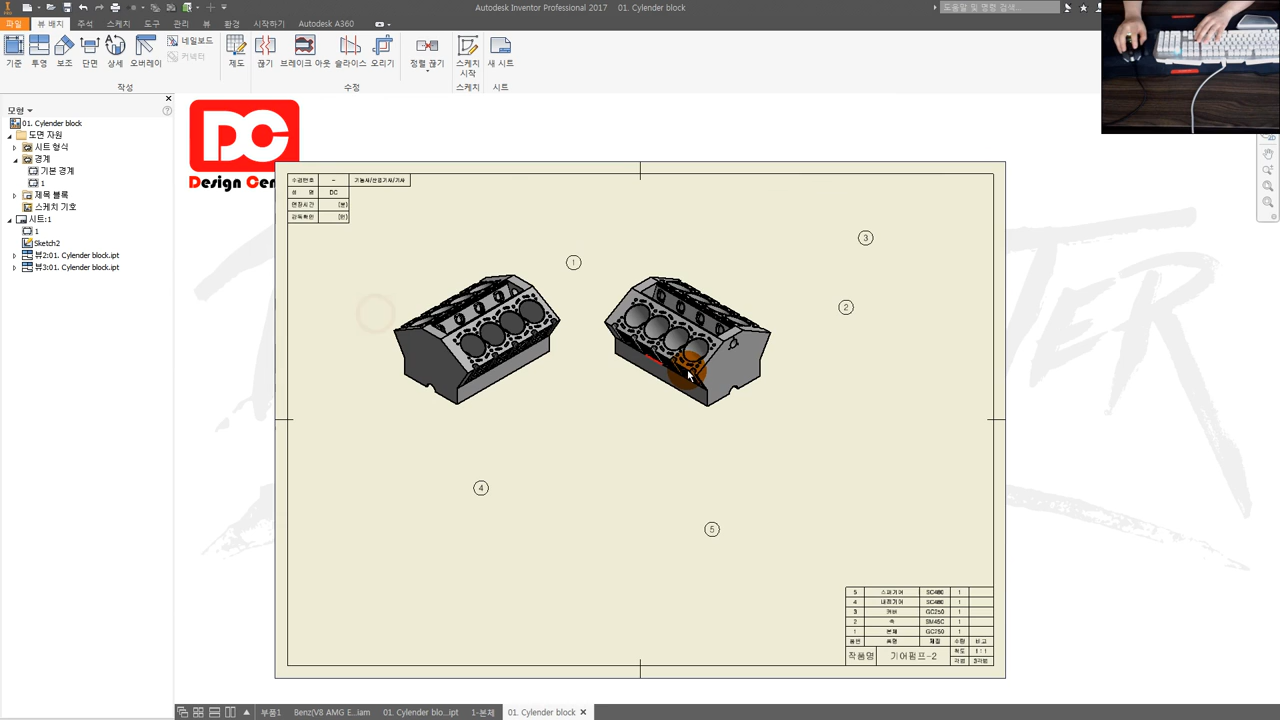 Autodesk Inventor Professional 2017 01. Cylender block
도움말 및 명령 검색.
파일 뷰 배치 주석 스케치 도구 관리 뷰 환경 시작하기 Autodesk A360
기준 투영 보조 단면 상세 오버레이 네일보드 커넥터 제도 끊기 브레이크 아웃 슬라이스 오리기 정렬 끊기 스케치 시작 새 시트
작성 수정 스케치 시트
모형
01. Cylender block
도면 자원
시트 형식
경계
기본 경계
1
제목 블록
스케치 기호
시트:1
1
Sketch2
뷰2:01. Cylender block.ipt
뷰3:01. Cylender block.ipt
DC
Design Cen
TER
수검번호 - 기능사/산업기사/기사
성 명 DC
연장시간 (분)
감독확인 (인)
3
1
2
4
5
5 스퍼기어 SC480 1
4 내접기어 SC480 1
3 커버 GC250 1
2 축 SM45C 1
1 본체 GC250 1
품번 품명 재질 수량 비고
작품명 기어펌프-2 척도 1:1
각법 3각법
부품1 Benz(V8 AMG E...iam 01. Cylender blo...ipt 1-본체 01. Cylender block